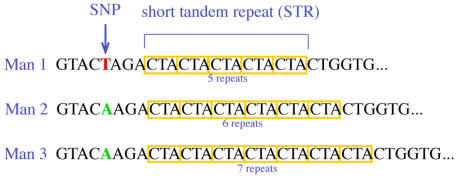 SNP short tandem repeat (STR)
Man 1 GTACTAGACTACTACTACTACTACTGGTG...
5 repeats
Man 2 GTACAAGACTACTACTACTACTACTACTGGTG...
6 repeats
Man 3 GTACAAGACTACTACTACTACTACTACTACTGGTG...
7 repeats